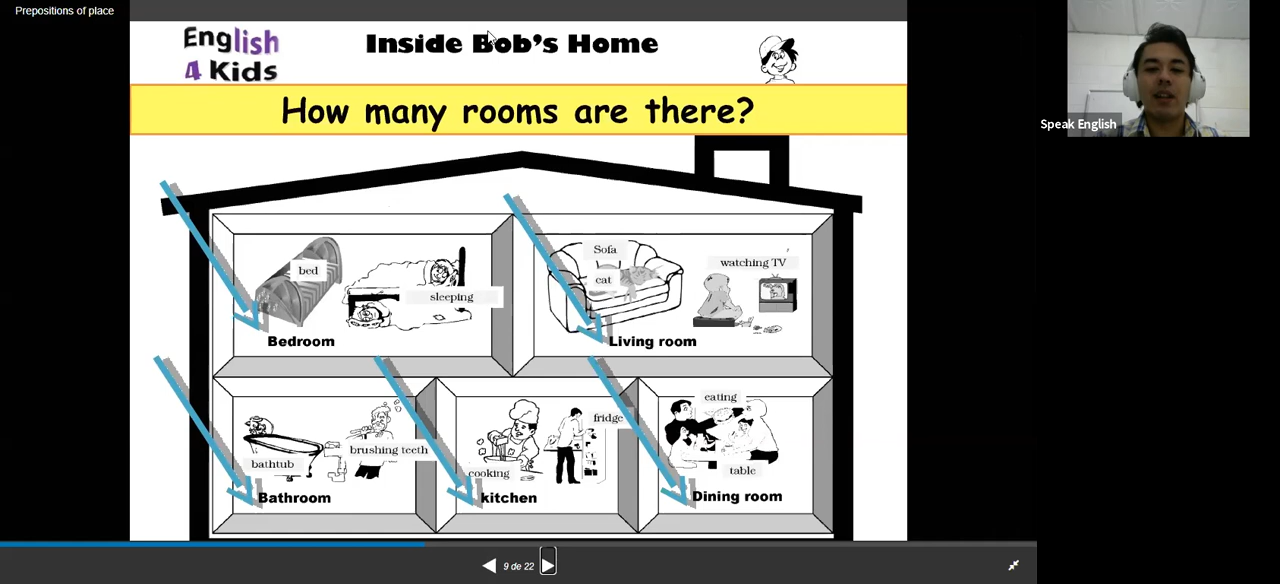 Prepositions of place
English
4 Kids
Inside Bob's Home
How many rooms are there?
Speak English
bed
sleeping
Bedroom
Sofa
cat
watching TV
Living room
bathtub
brushing teeth
Bathroom
cooking
fridge
kitchen
eating
table
Dining room
9 de 22